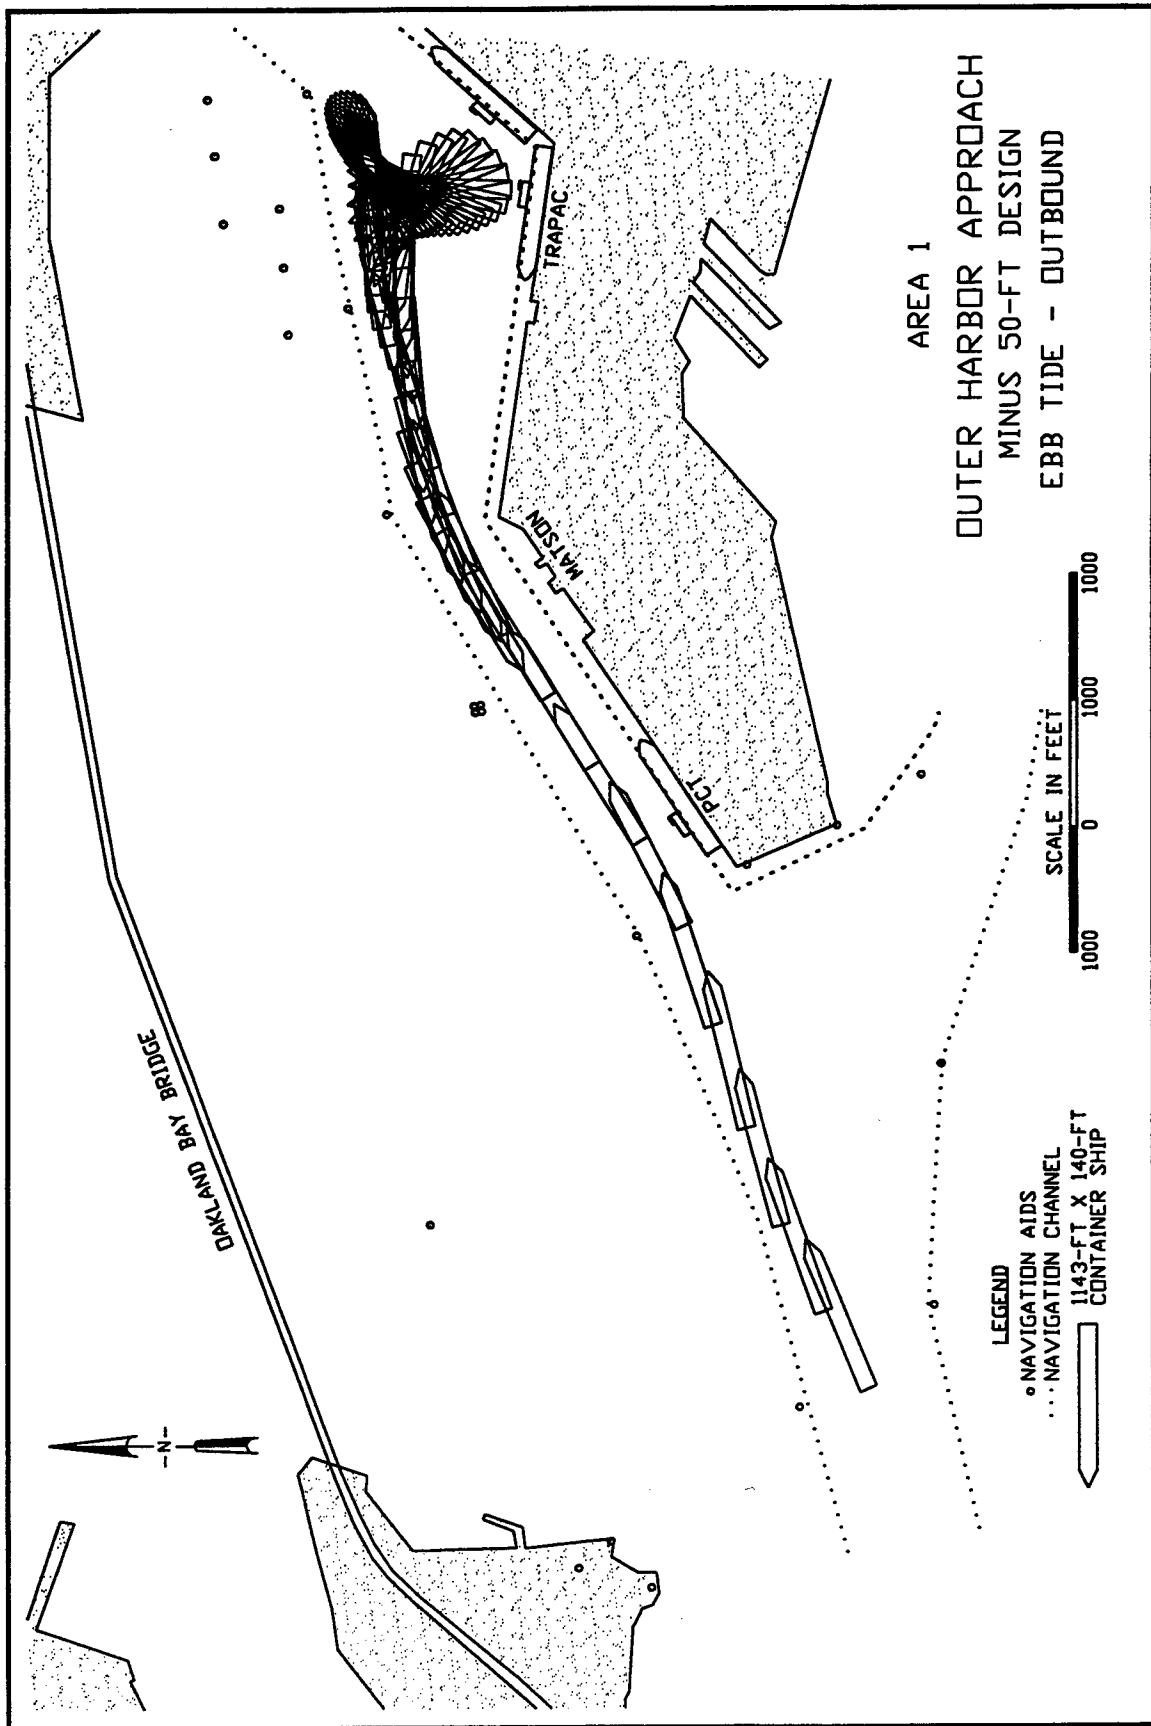 OAKLAND BAY BRIDGE
-N-
TRAPAC
MATSON
PCT
AREA 1
OUTER HARBOR APPROACH
MINUS 50-FT DESIGN
EBB TIDE - OUTBOUND
SCALE IN FEET
1000 0 1000 1000
LEGEND
NAVIGATION AIDS
NAVIGATION CHANNEL
1143-FT X 140-FT
CONTAINER SHIP